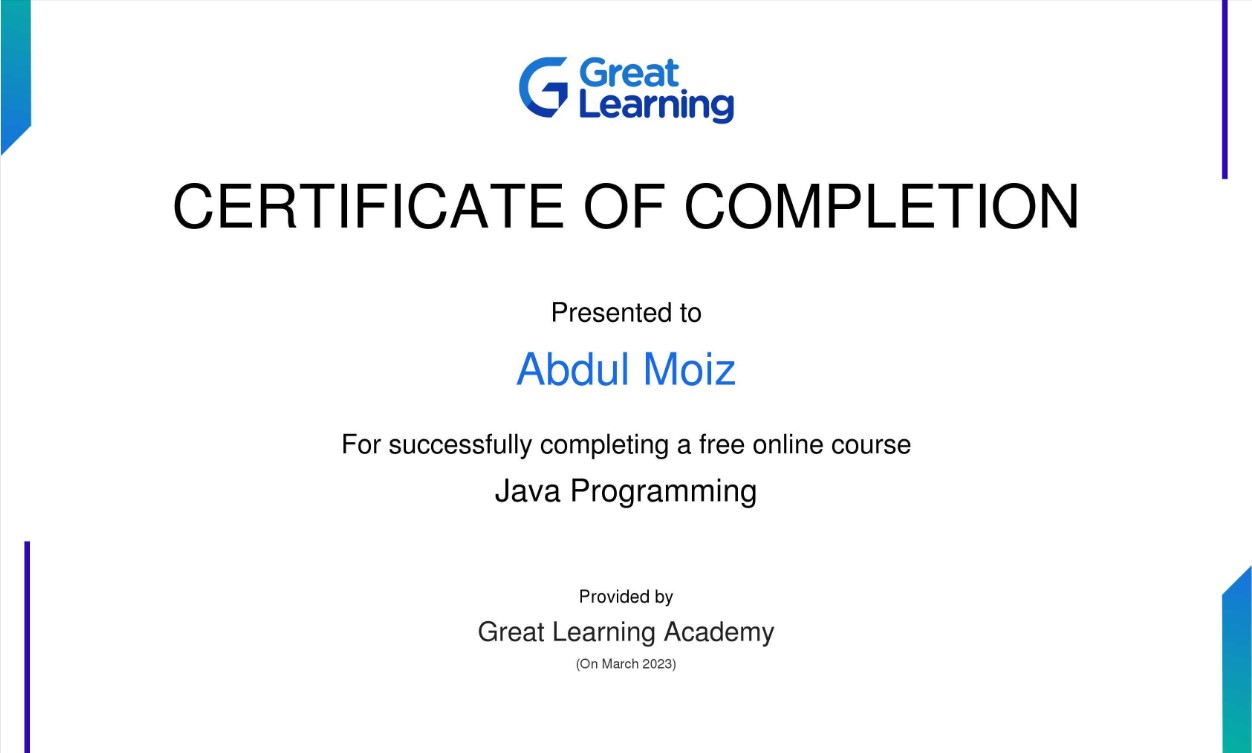 Great
Learning
CERTIFICATE OF COMPLETION
Presented to
Abdul Moiz
For successfully completing a free online course
Java Programming
Provided by
Great Learning Academy
(On March 2023)